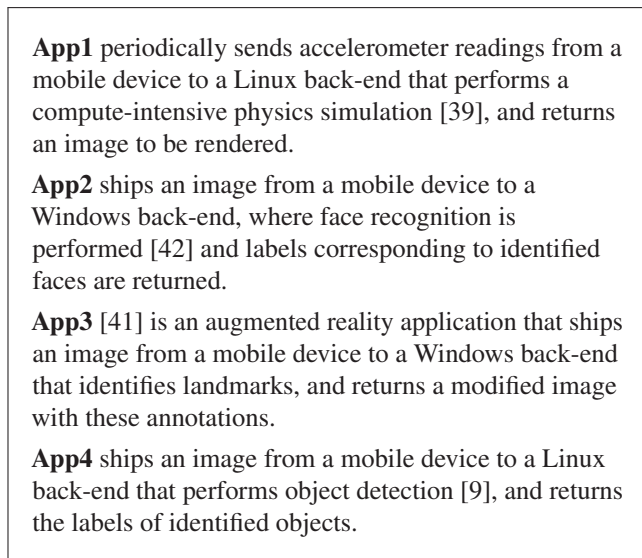 App1 periodically sends accelerometer readings from a
mobile device to a Linux back-end that performs a
compute-intensive physics simulation [39], and returns
an image to be rendered.
App2 ships an image from a mobile device to a
Windows back-end, where face recognition is
performed [42] and labels corresponding to identified
faces are returned.
App3 [41] is an augmented reality application that ships
an image from a mobile device to a Windows back-end
that identifies landmarks, and returns a modified image
with these annotations.
App4 ships an image from a mobile device to a Linux
back-end that performs object detection [9], and returns
the labels of identified objects.